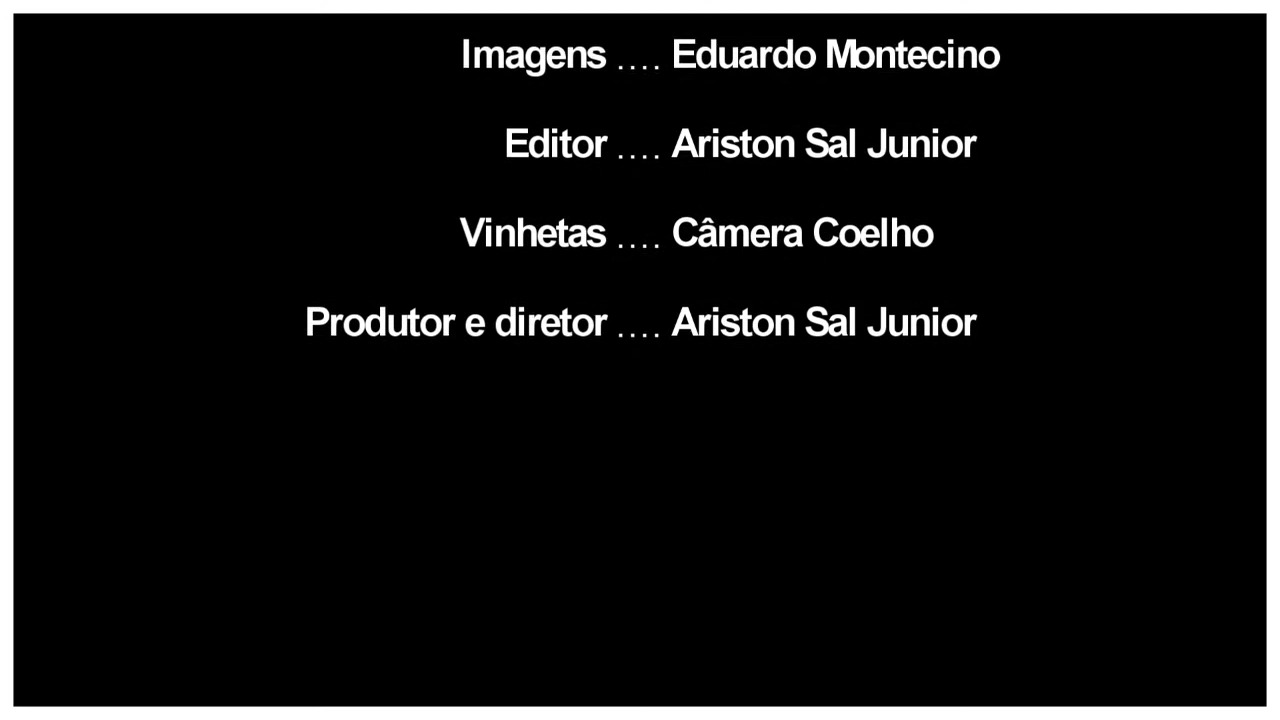 Imagens .... Eduardo Montecino
Editor .... Ariston Sal Junior
Vinhetas .... Câmera Coelho
Produtor e diretor .... Ariston Sal Junior